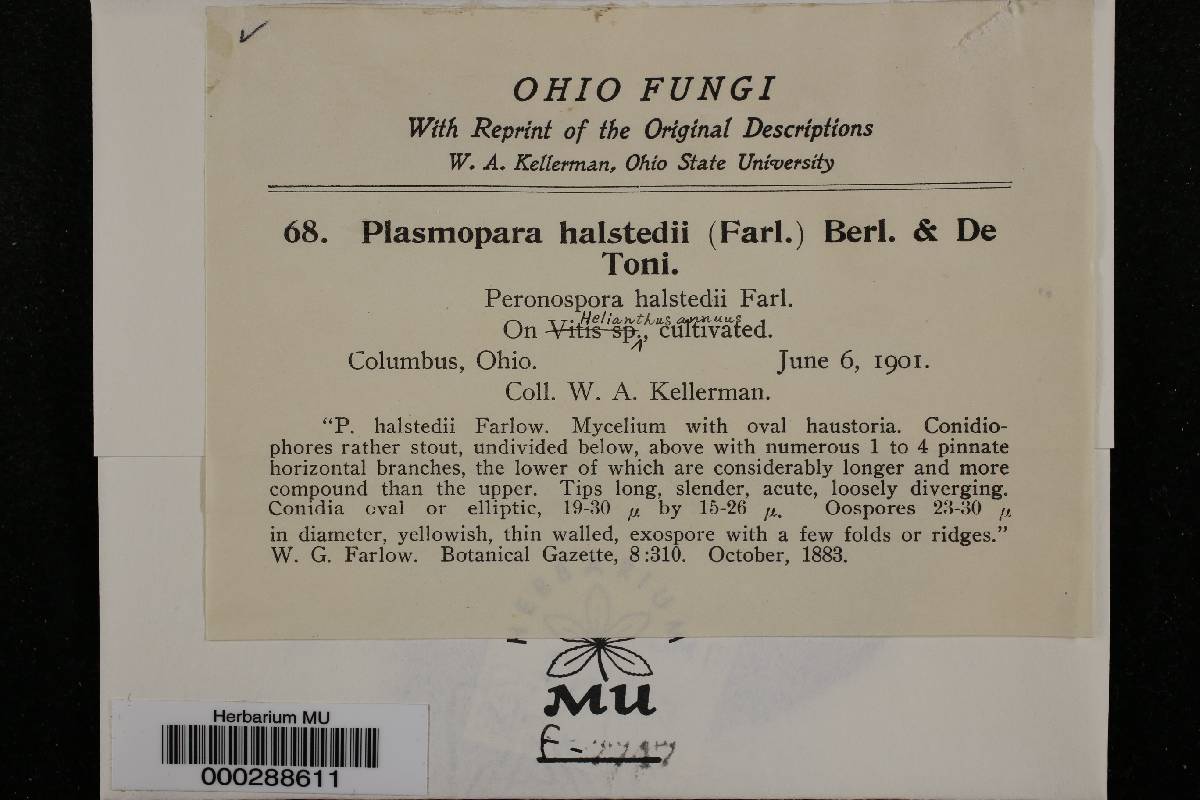 OHIO FUNGI
With Reprint of the Original Descriptions
W. A. Kellerman, Ohio State University
68. Plasmopara halstedii (Farl.) Berl. & De
Toni.
Peronospora halstedii Farl.
Helianthus annuus
On Vitis sp., cultivated.
Columbus, Ohio. June 6, 1901.
Coll. W. A. Kellerman.
"P. halstedii Farlow. Mycelium with oval haustoria. Conidio-
phores rather stout, undivided below, above with numerous 1 to 4 pinnate
horizontal branches, the lower of which are considerably longer and more
compound than the upper. Tips long, slender, acute, loosely diverging.
Conidia oval or elliptic, 19-30 µ by 15-26 µ. Oospores 23-30 µ
in diameter, yellowish, thin walled, exospore with a few folds or ridges."
W. G. Farlow. Botanical Gazette, 8:310. October, 1883.
HERBARIUM
MU
F-
Herbarium MU
000288611